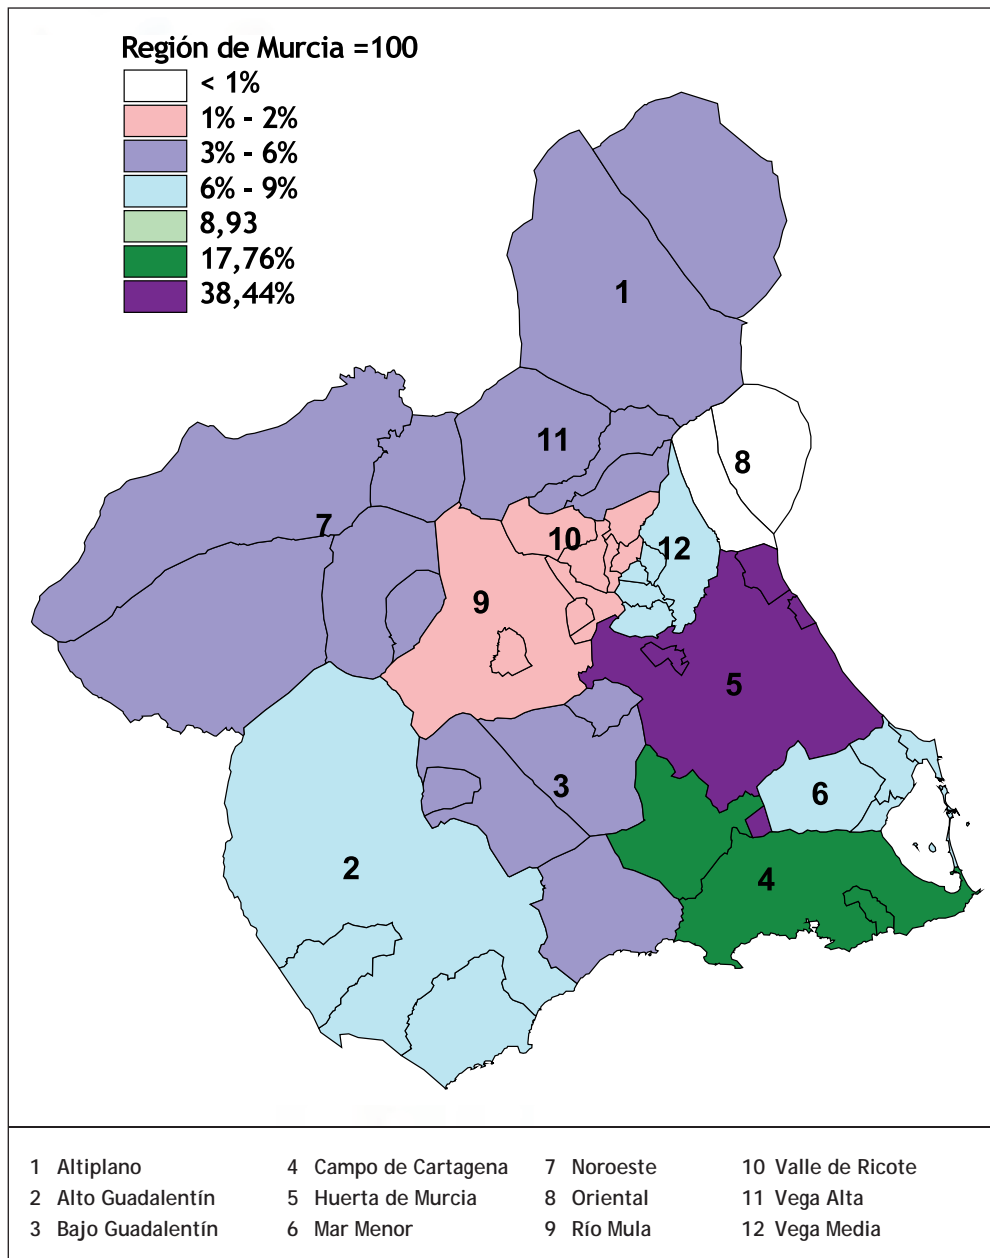 Región de Murcia =100
< 1%
1% - 2%
3% - 6%
6% - 9%
8,93
17,76%
38,44%
1
11
8
7
10
12
9
5
3
6
2
4
1 Altiplano
2 Alto Guadalentín
3 Bajo Guadalentín
4 Campo de Cartagena
5 Huerta de Murcia
6 Mar Menor
7 Noroeste
8 Oriental
9 Río Mula
10 Valle de Ricote
11 Vega Alta
12 Vega Media